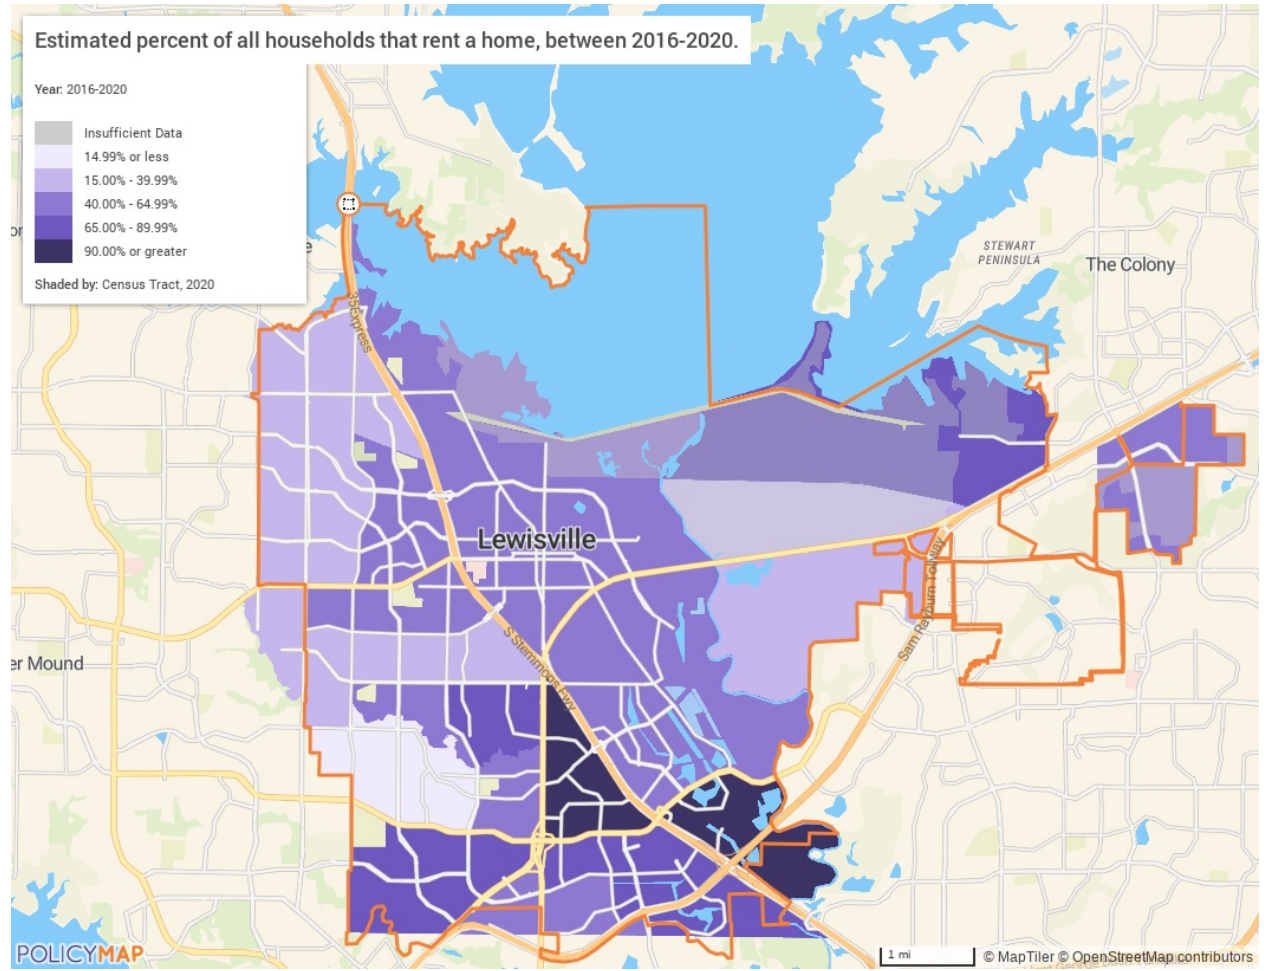 Estimated percent of all households that rent a home, between 2016-2020.
Year: 2016-2020
Insufficient Data
14.99% or less
15.00% - 39.99%
40.00% - 64.99%
65.00% - 89.99%
90.00% or greater
Shaded by: Census Tract, 2020
STEWART
PENINSULA
The Colony
35Express
Lewisville
Sam Rayburn Tollway
S Stemmons Fwy
er Mound
POLICYMAP
1 mi
© MapTiler © OpenStreetMap contributors